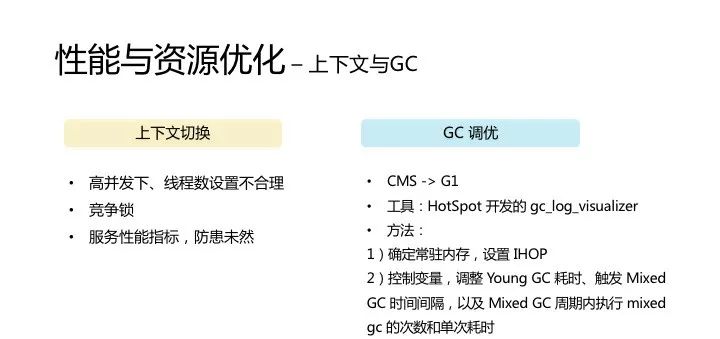 性能与资源优化 – 上下文与GC
上下文切换
• 高并发下、线程数设置不合理
• 竞争锁
• 服务性能指标，防患未然
GC 调优
• CMS -> G1
• 工具：HotSpot 开发的 gc_log_visualizer
• 方法：
1）确定常驻内存，设置 IHOP
2）控制变量，调整 Young GC 耗时、触发 Mixed
GC 时间间隔，以及 Mixed GC 周期内执行 mixed
gc 的次数和单次耗时